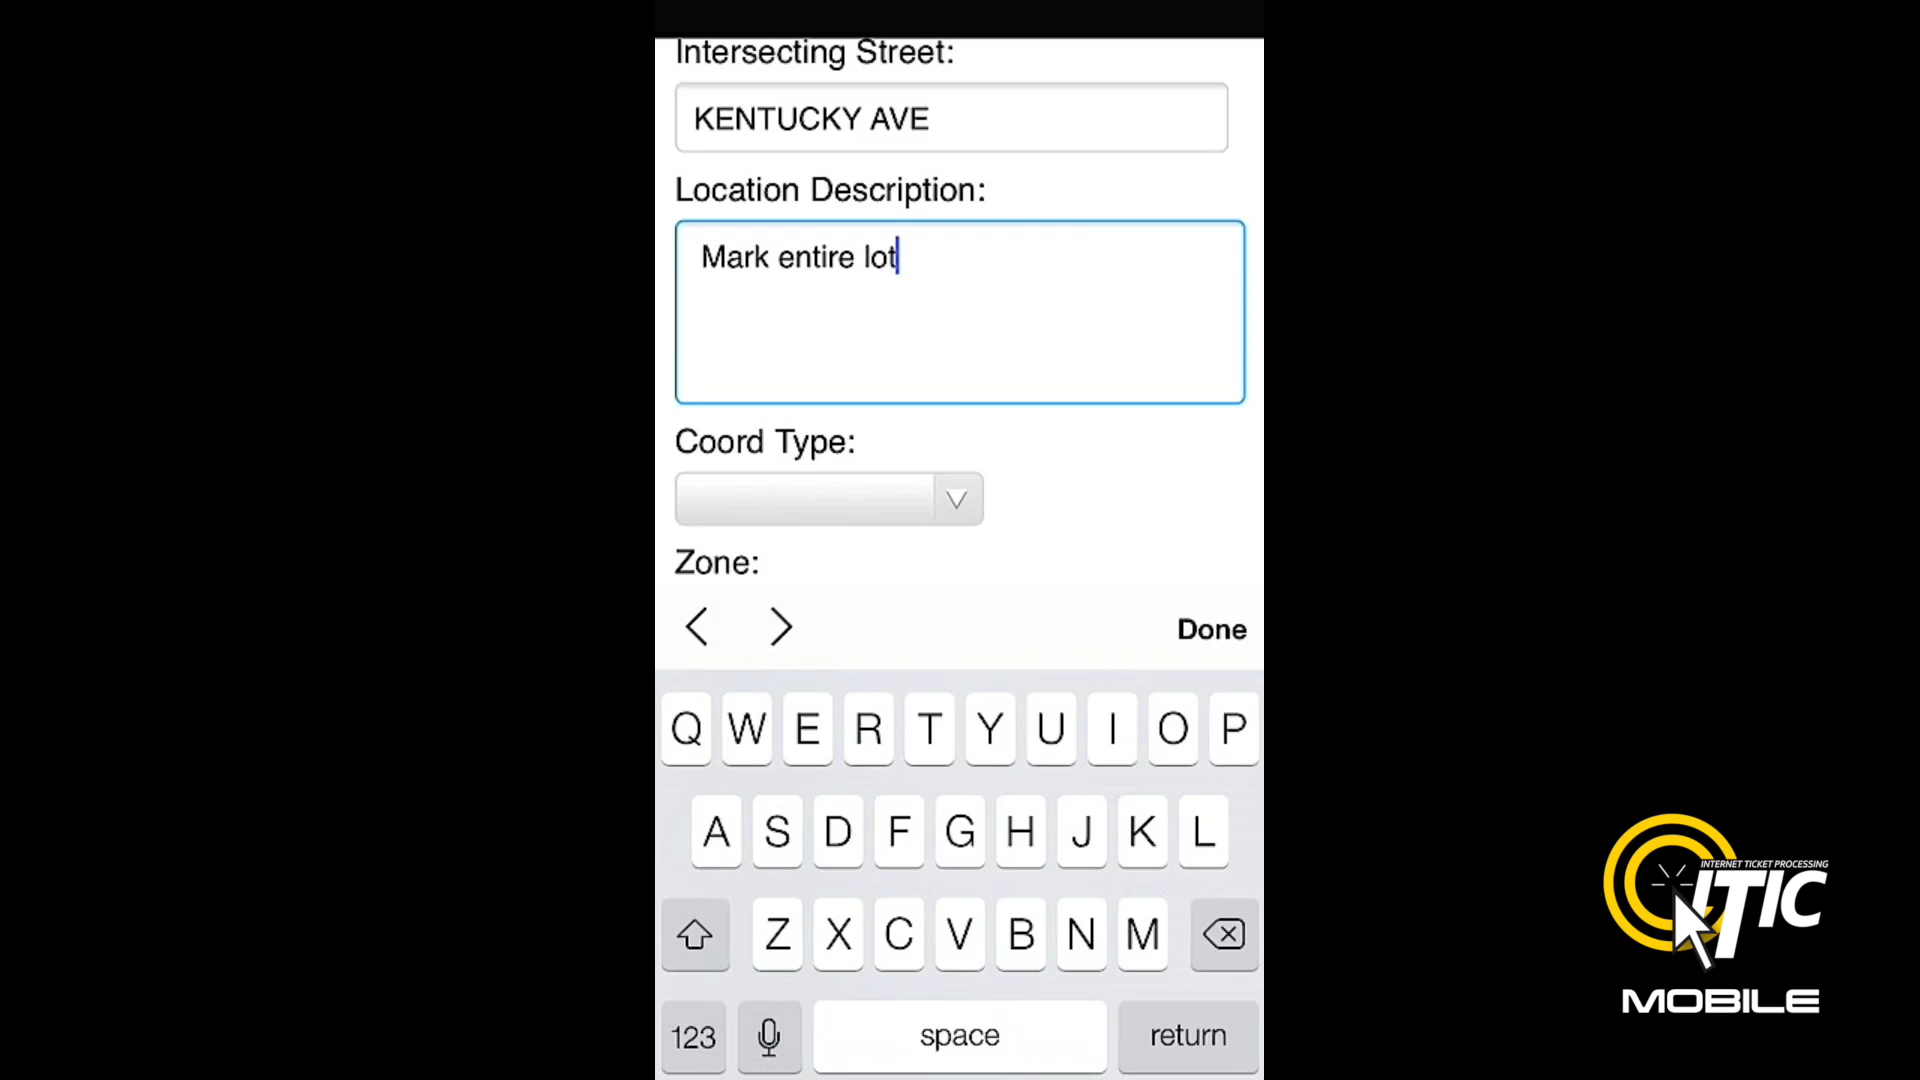 Intersecting Street:
KENTUCKY AVE
Location Description:
Mark entire lot
Coord Type:
Zone:
Done
Q W E R T Y U I O P
A S D F G H J K L
Z X C V B N M
123 space return
INTERNET TICKET PROCESSING
ITIC
MOBILE